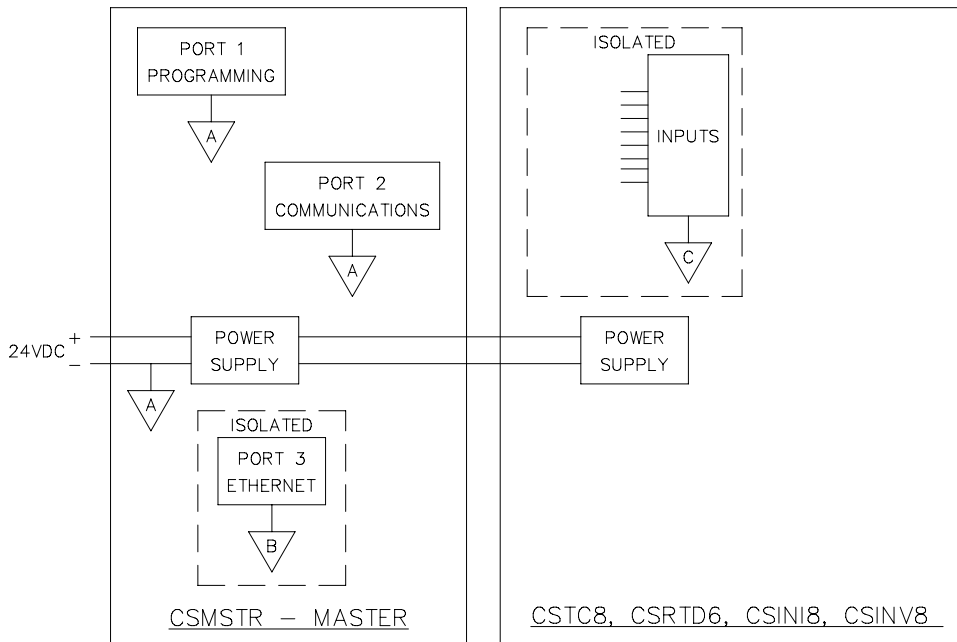 PORT 1
PROGRAMMING
A
PORT 2
COMMUNICATIONS
A
24VDC
+
–
POWER
SUPPLY
A
ISOLATED
PORT 3
ETHERNET
B
CSMSTR – MASTER
ISOLATED
INPUTS
C
POWER
SUPPLY
CSTC8, CSRTD6, CSINI8, CSINV8